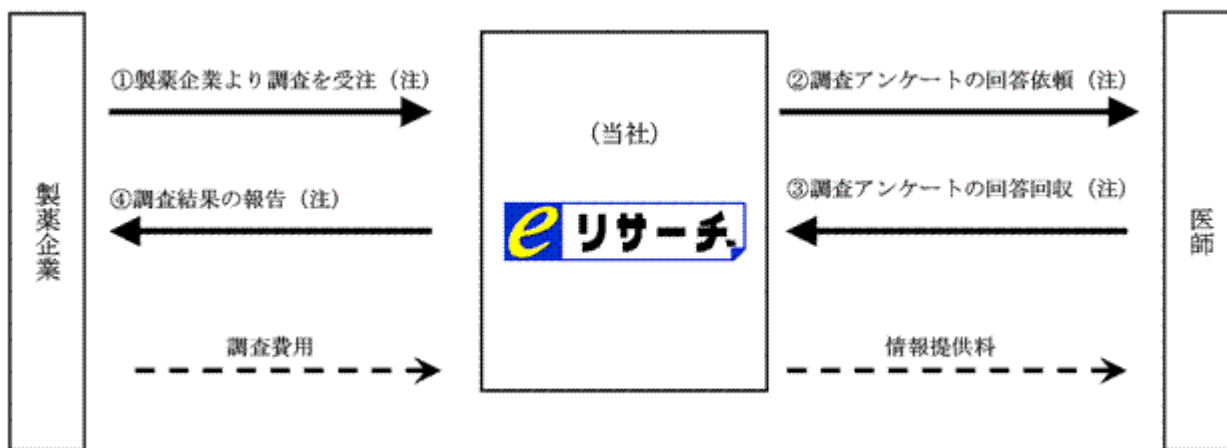 製薬企業
①製薬企業より調査を受注（注）
④調査結果の報告（注）
調査費用
（当社）
eリサーチ
②調査アンケートの回答依頼（注）
③調査アンケートの回答回収（注）
情報提供料
医師